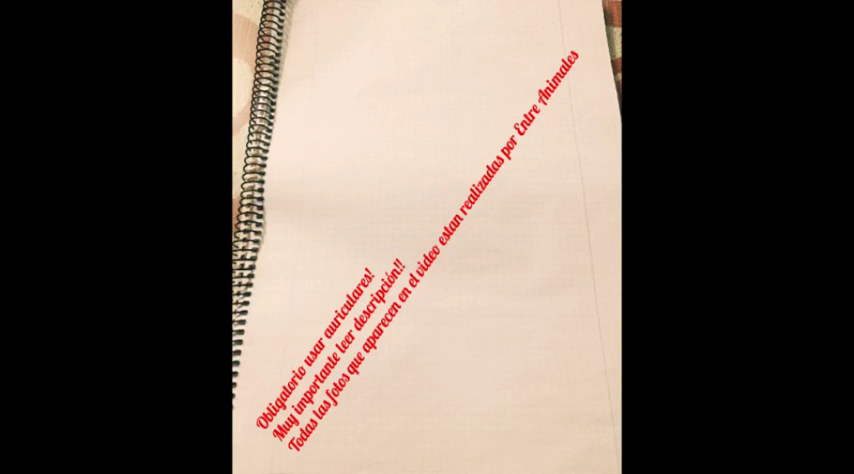 Obligatorio usar auriculares!
Muy importante leer descripción!!
Todas las fotos que aparecen en el video estan realizadas por Entre Animales